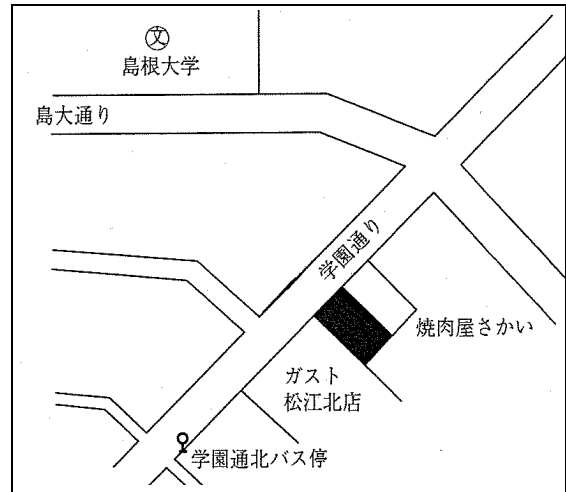 文
島根大学
島大通り
学園通り
焼肉屋さかい
ガスト
松江北店
学園通北バス停